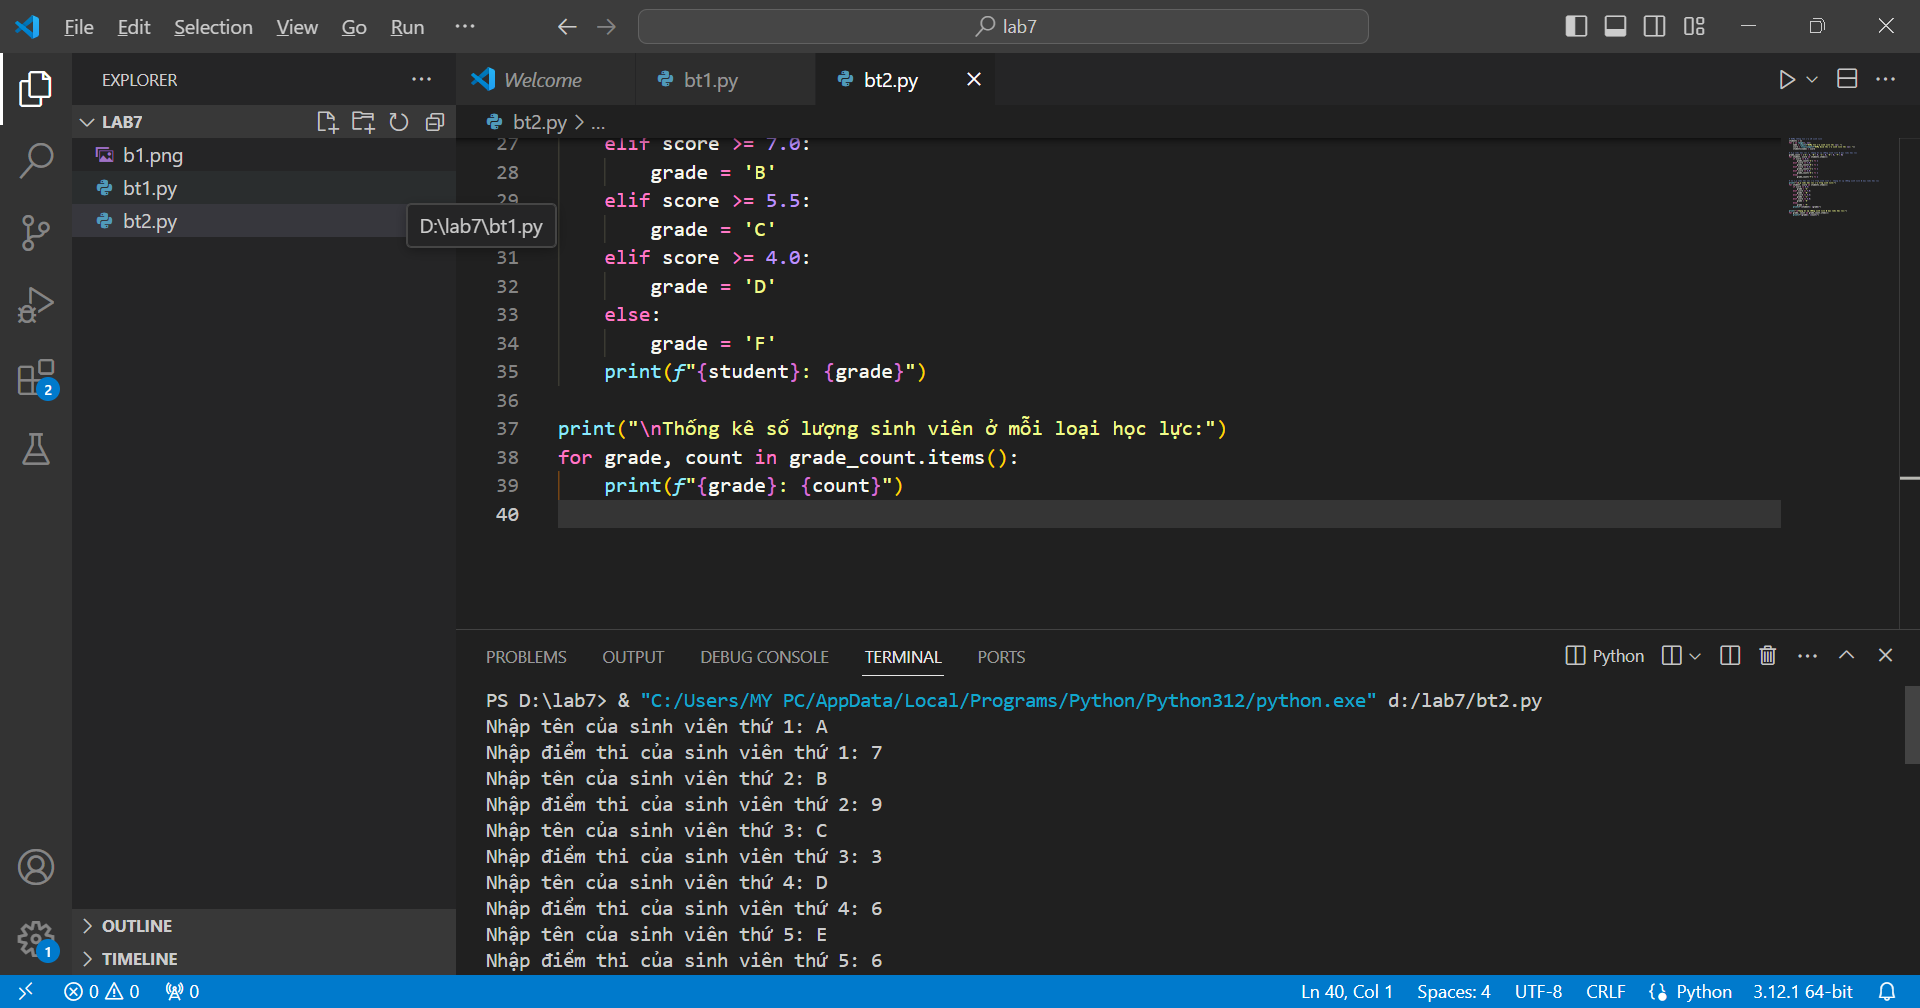 File Edit Selection View Go Run ··· lab7
EXPLORER ···
LAB7
b1.png
bt1.py
bt2.py
D:\lab7\bt1.py
Welcome bt1.py bt2.py
bt2.py > ...
27 elif score >= 7.0:
28 grade = 'B'
29 elif score >= 5.5:
grade = 'C'
31 elif score >= 4.0:
32 grade = 'D'
33 else:
34 grade = 'F'
35 print(f"{student}: {grade}")
36
37 print("\nThống kê số lượng sinh viên ở mỗi loại học lực:")
38 for grade, count in grade_count.items():
39 print(f"{grade}: {count}")
40
PROBLEMS OUTPUT DEBUG CONSOLE TERMINAL PORTS Python
PS D:\lab7> & "C:/Users/MY PC/AppData/Local/Programs/Python/Python312/python.exe" d:/lab7/bt2.py
Nhập tên của sinh viên thứ 1: A
Nhập điểm thi của sinh viên thứ 1: 7
Nhập tên của sinh viên thứ 2: B
Nhập điểm thi của sinh viên thứ 2: 9
Nhập tên của sinh viên thứ 3: C
Nhập điểm thi của sinh viên thứ 3: 3
Nhập tên của sinh viên thứ 4: D
Nhập điểm thi của sinh viên thứ 4: 6
Nhập tên của sinh viên thứ 5: E
Nhập điểm thi của sinh viên thứ 5: 6
2
1
OUTLINE
TIMELINE
0 0 0 Ln 40, Col 1 Spaces: 4 UTF-8 CRLF Python 3.12.1 64-bit